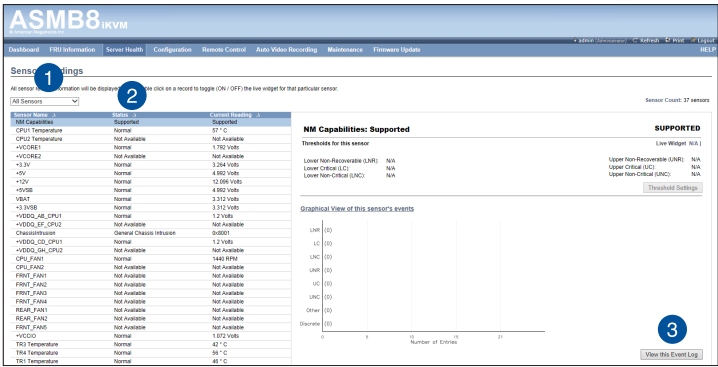 ASMB8 iKVM
© American Megatrends Inc.
• admin (Administrator) Refresh Print Logout
Dashboard FRU Information Server Health Configuration Remote Control Auto Video Recording Maintenance Firmware Update HELP
Sensor Readings
1
2
All sensor related information will be displayed here. Double click on a record to toggle (ON / OFF) the live widget for that particular sensor.
All Sensors
Sensor Count: 37 sensors
Sensor Name Status Current Reading
NM Capabilities Supported Supported
CPU1 Temperature Normal 57 ° C
CPU2 Temperature Not Available Not Available
+VCORE1 Normal 1.792 Volts
+VCORE2 Not Available Not Available
+3.3V Normal 3.264 Volts
+5V Normal 4.992 Volts
+12V Normal 12.096 Volts
+5VSB Normal 4.992 Volts
VBAT Normal 3.312 Volts
+3.3VSB Normal 3.312 Volts
+VDDQ_AB_CPU1 Normal 1.2 Volts
+VDDQ_EF_CPU2 Not Available Not Available
ChassisIntrusion General Chassis Intrusion 0x8001
+VDDQ_CD_CPU1 Normal 1.2 Volts
+VDDQ_GH_CPU2 Not Available Not Available
CPU_FAN1 Normal 1440 RPM
CPU_FAN2 Not Available Not Available
FRNT_FAN1 Not Available Not Available
FRNT_FAN2 Not Available Not Available
FRNT_FAN3 Not Available Not Available
FRNT_FAN4 Not Available Not Available
REAR_FAN1 Not Available Not Available
REAR_FAN2 Not Available Not Available
FRNT_FAN5 Not Available Not Available
+VCCIO Normal 1.072 Volts
TR3 Temperature Normal 42 ° C
TR4 Temperature Normal 56 ° C
TR1 Temperature Normal 46 ° C
NM Capabilities: Supported SUPPORTED
Thresholds for this sensor Live Widget N/A |
Lower Non-Recoverable (LNR): N/A Upper Non-Recoverable (UNR): N/A
Lower Critical (LC): N/A Upper Critical (UC): N/A
Lower Non-Critical (LNC): N/A Upper Non-Critical (UNC): N/A
Threshold Settings
Graphical View of this sensor's events
LNR (0)
LC (0)
LNC (0)
UNR (0)
UC (0)
UNC (0)
Other (0)
Discrete (0)
0 5 10 15 21
Number of Entries
3
View this Event Log